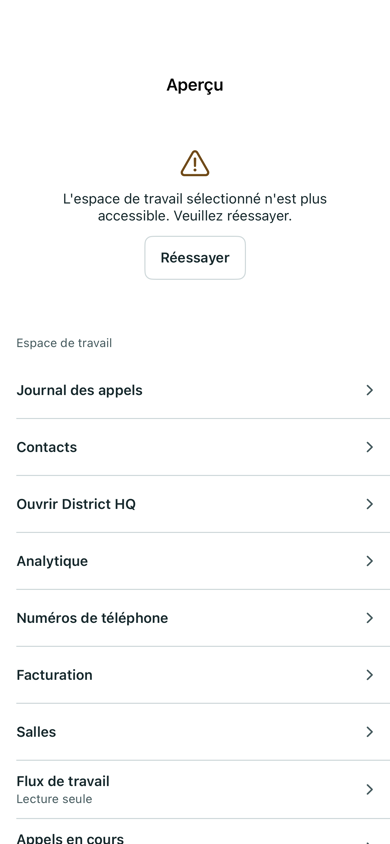 Aperçu
L'espace de travail sélectionné n'est plus
accessible. Veuillez réessayer.
Réessayer
Espace de travail
Journal des appels
Contacts
Ouvrir District HQ
Analytique
Numéros de téléphone
Facturation
Salles
Flux de travail
Lecture seule
Appels en cours